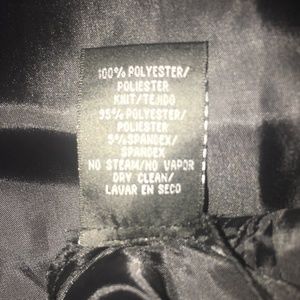 100% POLYESTER/
POLIESTER
KNIT/TEJIDO
95% POLYESTER/
POLIESTER
5% SPANDEX/
SPANDEX
NO STEAM/NO VAPOR
DRY CLEAN/
LAVAR EN SECO